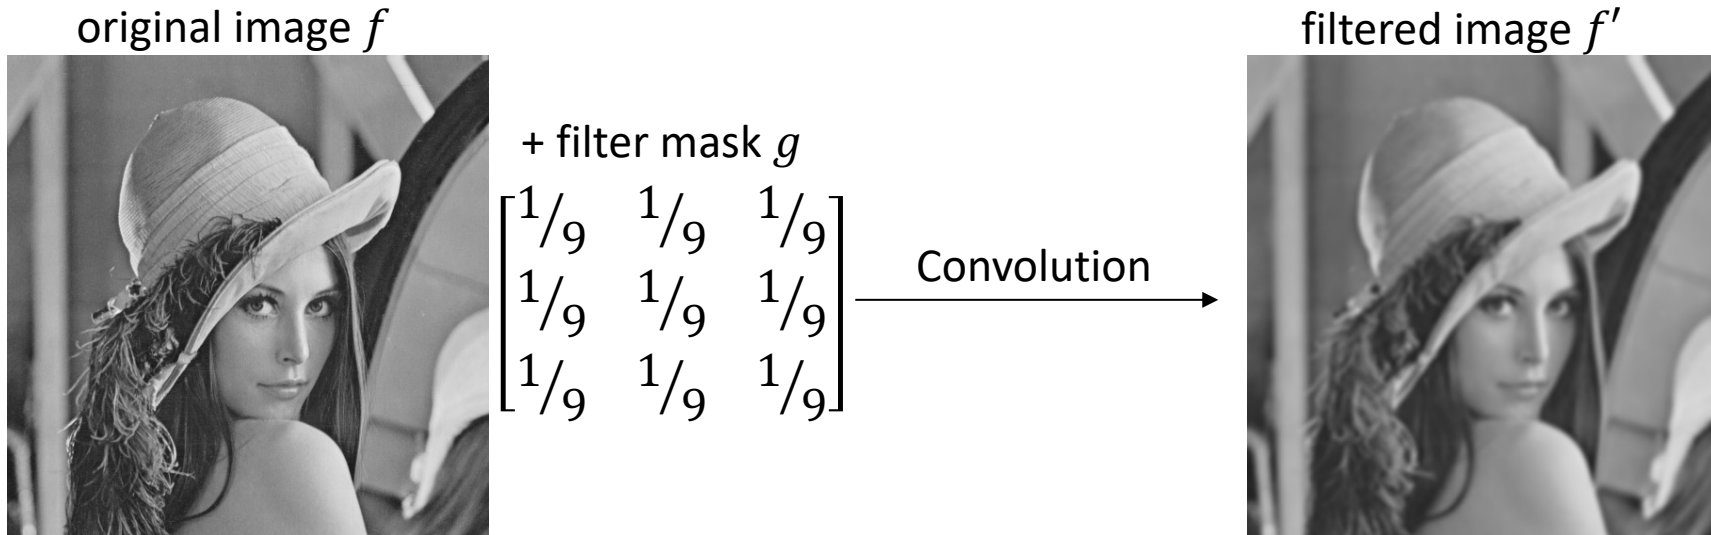 original image f
+ filter mask g
1/9 1/9 1/9
1/9 1/9 1/9
1/9 1/9 1/9
Convolution
filtered image f′